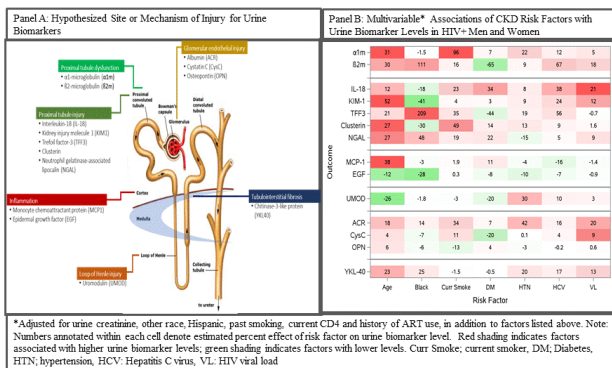 Panel A: Hypothesized Site or Mechanism of Injury for Urine
Biomarkers
Glomerular endothelial injury
• Albumin (ACR)
• Cystatin C (CysC)
• Osteopontin (OPN)
Proximal tubule dysfunction
• α1-microglobulin (α1m)
• ß2-microglobulin (ß2m)
Proximal
convoluted
tubule
Bowman's
capsule
Glomerulus
Distal
convoluted
tubule
Proximal tubule injury
• Interleukin-18 (IL-18)
• Kidney injury molecule 1 (KIM1)
• Trefoil factor-3 (TFF3)
• Clusterin
• Neutrophil gelatinase-associated
lipocalin (NGAL)
Inflammation
• Monocyte chemoattractant protein (MCP1)
• Epidermal growth factor (EGF)
Cortex
Medulla
Tubulointerstitial fibrosis
• Chitinase-3-like protein
(YKL40)
Loop of Henle
Collecting
tubule
Loop of Henle injury
• Uromodulin (UMOD)
to ureter
Panel B: Multivariable* Associations of CKD Risk Factors with
Urine Biomarker Levels in HIV+ Men and Women
Outcome
α1m 31 -1.5 96 7 22 12 5
ß2m 30 111 16 -65 9 67 18
IL-18 12 -18 23 34 8 38 21
KIM-1 52 -41 4 3 9 24 12
TFF3 21 209 35 -44 19 56 -0.7
Clusterin 27 -30 49 14 13 9 1.6
NGAL 27 48 19 22 -15 5 9
MCP-1 38 -3 1.9 11 -4 -16 -1.4
EGF -12 -28 0.3 -8 -10 -7 -0.9
UMOD -26 -1.8 -3 -20 30 10 3
ACR 18 14 34 7 42 16 20
CysC 4 -7 11 -20 0.1 4 9
OPN 6 -6 -13 4 -3 -0.2 0.6
YKL-40 23 25 -1.5 -0.5 20 17 13
Age Black Curr Smoke DM HTN HCV VL
Risk Factor
*Adjusted for urine creatinine, other race, Hispanic, past smoking, current CD4 and history of ART use, in addition to factors listed above. Note:
Numbers annotated within each cell denote estimated percent effect of risk factor on urine biomarker level. Red shading indicates factors
associated with higher urine biomarker levels; green shading indicates factors with lower levels. Curr Smoke; current smoker, DM; Diabetes,
HTN; hypertension, HCV: Hepatitis C virus, VL: HIV viral load